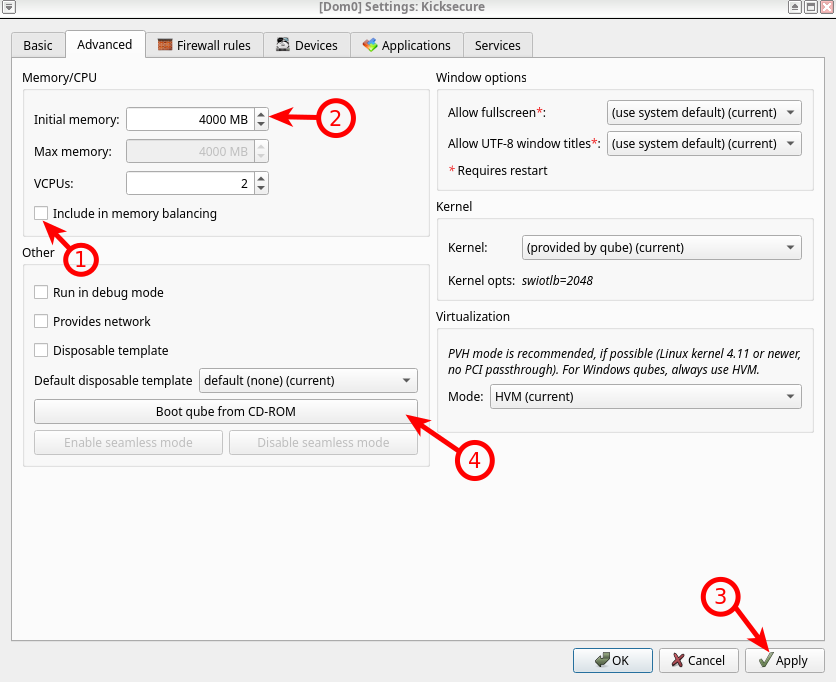 [Dom0] Settings: Kicksecure
Basic
Advanced
Firewall rules
Devices
Applications
Services
Memory/CPU
Initial memory:
4000 MB
2
Max memory:
4000 MB
VCPUs:
2
Include in memory balancing
1
Other
Run in debug mode
Provides network
Disposable template
Default disposable template
default (none) (current)
Boot qube from CD-ROM
4
Enable seamless mode
Disable seamless mode
Window options
Allow fullscreen*:
(use system default) (current)
Allow UTF-8 window titles*:
(use system default) (current)
* Requires restart
Kernel
Kernel:
(provided by qube) (current)
Kernel opts: swiotlb=2048
Virtualization
PVH mode is recommended, if possible (Linux kernel 4.11 or newer,
no PCI passthrough). For Windows qubes, always use HVM.
Mode:
HVM (current)
3
OK
Cancel
Apply